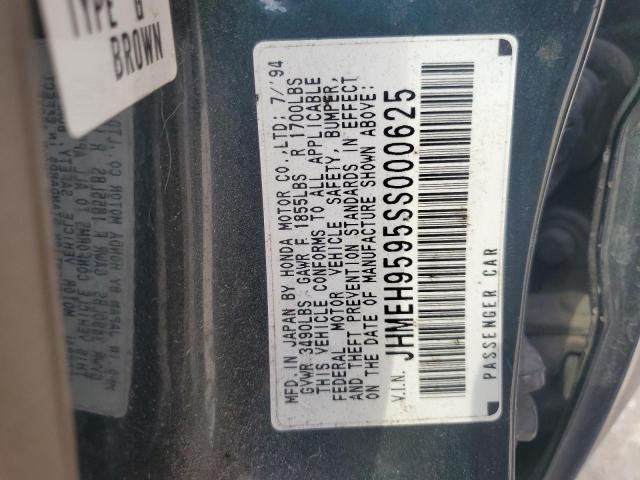 TYPE G
BROWN
MFD. IN JAPAN BY HONDA MOTOR CO., LTD; 7/'94
GVWR 3490LBS GAWR F 1855LBS R 1700LBS
THIS VEHICLE CONFORMS TO ALL APPLICABLE
FEDERAL MOTOR VEHICLE SAFETY, BUMPER,
AND THEFT PREVENTION STANDARDS IN EFFECT
ON THE DATE OF MANUFACTURE SHOWN ABOVE:
V.I.N. JHMEH9595SS000625
PASSENGER CAR